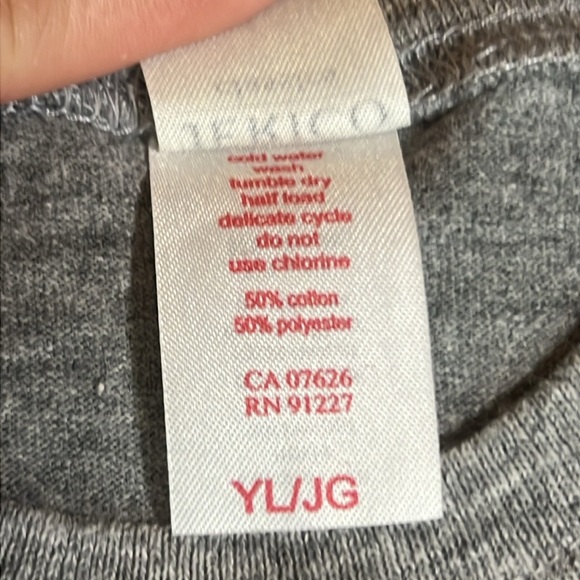 JERICO
cold water
wash
tumble dry
half load
delicate cycle
do not
use chlorine
50% cotton
50% polyester
CA 07626
RN 91227
YL/JG